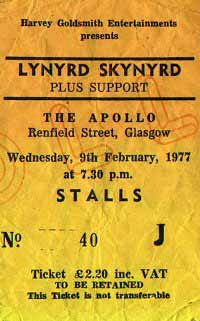 Harvey Goldsmith Entertainments
presents
LYNYRD SKYNYRD
PLUS SUPPORT
THE APOLLO
Renfield Street, Glasgow
Wednesday, 9th February, 1977
at 7.30 p.m.
STALLS
No 40 J
Ticket £2.20 inc. VAT
TO BE RETAINED
This Ticket is not transferable